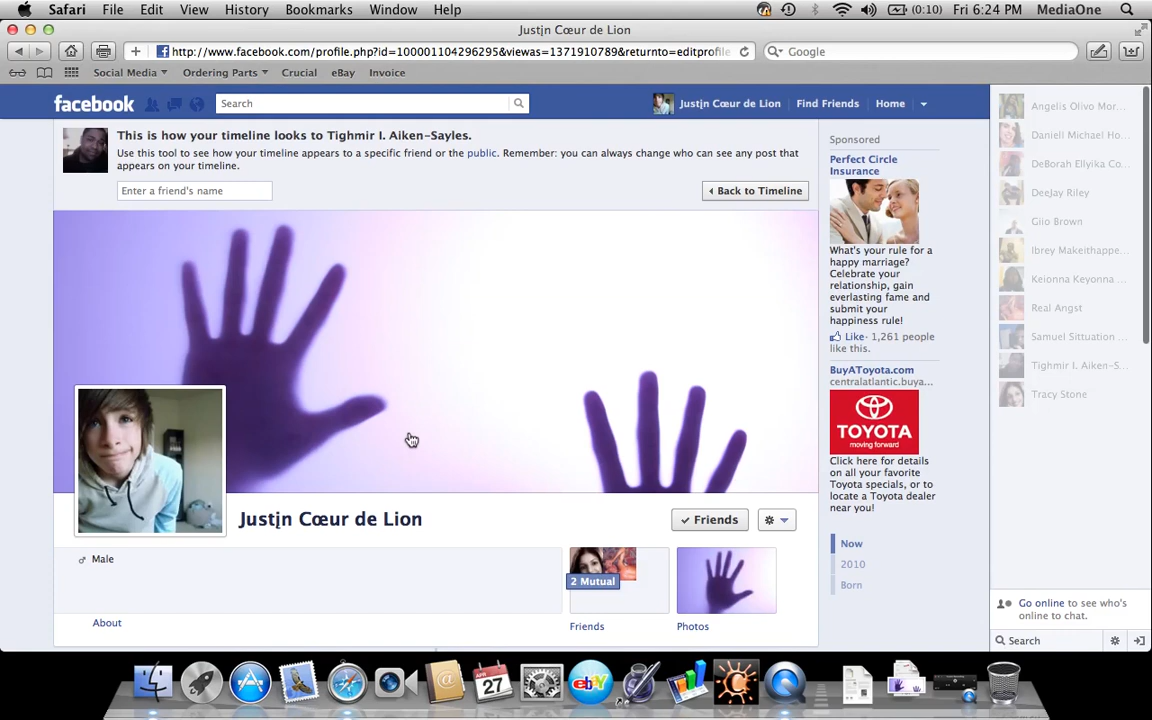 Safari File Edit View History Bookmarks Window Help (0:10) Fri 6:24 PM MediaOne
Justįn Cœur de Lion
http://www.facebook.com/profile.php?id=100001104296295&viewas=1371910789&returnto=editprofile Google
Social Media Ordering Parts Crucial eBay Invoice
facebook Search Justįn Cœur de Lion Find Friends Home
This is how your timeline looks to Tighmir I. Aiken-Sayles.
Use this tool to see how your timeline appears to a specific friend or the public. Remember: you can always change who can see any post that
appears on your timeline.
Enter a friend's name Back to Timeline
Justįn Cœur de Lion Friends
Male
2 Mutual
About Friends Photos
Sponsored
Perfect Circle
Insurance
What's your rule for a
happy marriage?
Celebrate your
relationship, gain
everlasting fame and
submit your
happiness rule!
Like · 1,261 people
like this.
BuyAToyota.com
centralatlantic.buya...
TOYOTA
moving forward
Click here for details
on all your favorite
Toyota specials, or to
locate a Toyota dealer
near you!
Now
2010
Born
Angelis Olivo Mor...
Daniell Michael Ho...
DeBorah Ellyika Co...
DeeJay Riley
Giio Brown
Ibrey Makeithappe...
Keionna Keyonna ...
Real Angst
Samuel Sittuation ...
Tighmir I. Aiken-S...
Tracy Stone
Go online to see who's
online to chat.
Search
APR
27
ebay
C